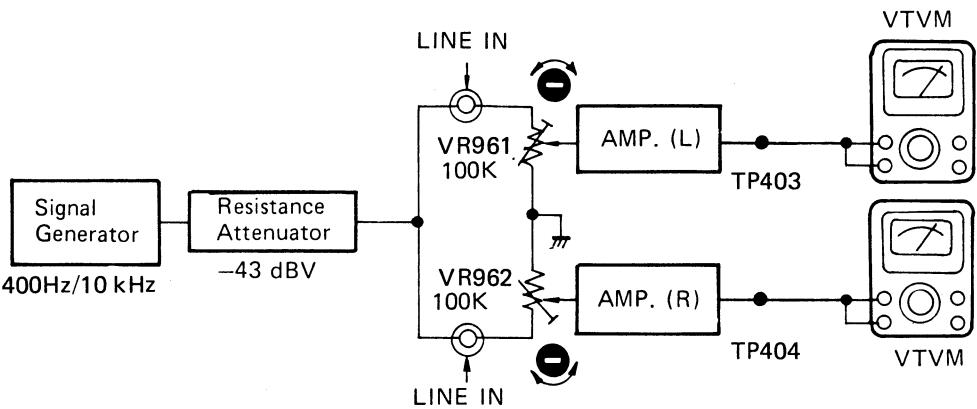 VTVM
LINE IN
VR961
100K
AMP. (L)
TP403
Signal
Generator
400Hz/10 kHz
Resistance
Attenuator
−43 dBV
VR962
100K
AMP. (R)
TP404
VTVM
LINE IN